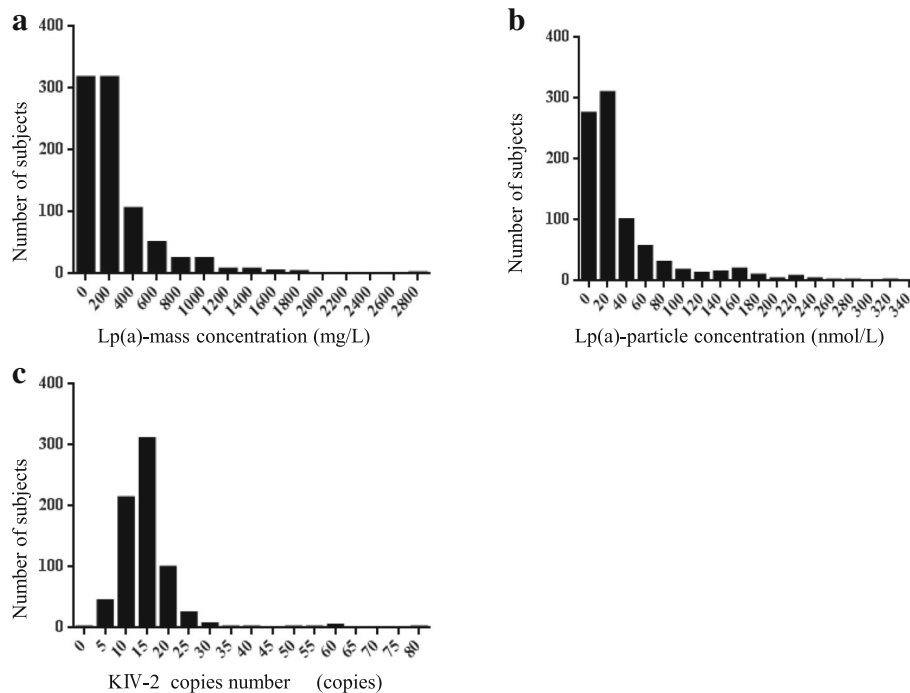 a
400
300
200
100
0
Number of subjects
0 200 400 600 800 1000 1200 1400 1600 1800 2000 2200 2400 2600 2800
Lp(a)-mass concentration (mg/L)
b
400
300
200
100
0
Number of subjects
0 20 40 60 80 100 120 140 160 180 200 220 240 260 280 300 320 340
Lp(a)-particle concentration (nmol/L)
c
400
300
200
100
0
Number of subjects
0 5 10 15 20 25 30 35 40 45 50 55 60 65 70 75 80
KIV-2 copies number (copies)